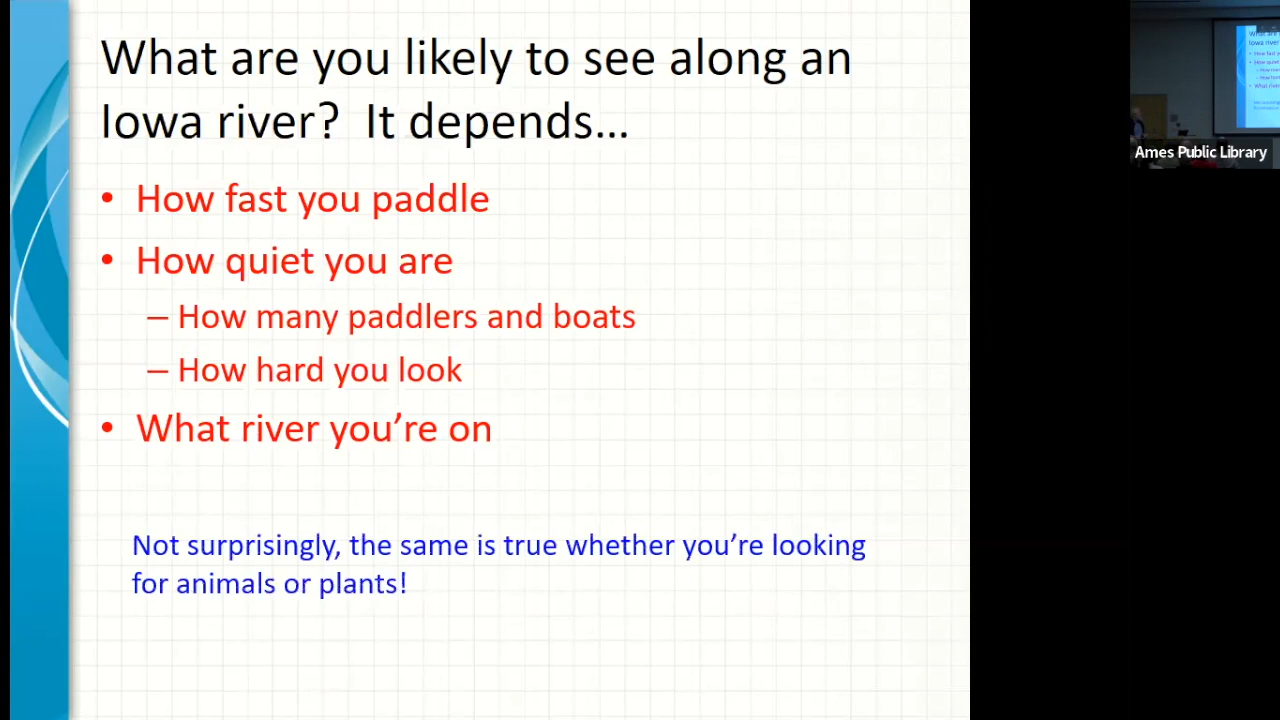 What are you likely to see along an
Iowa river?  It depends...
• How fast you paddle
• How quiet you are
– How many paddlers and boats
– How hard you look
• What river you're on
Not surprisingly, the same is true whether you're looking
for animals or plants!
Ames Public Library